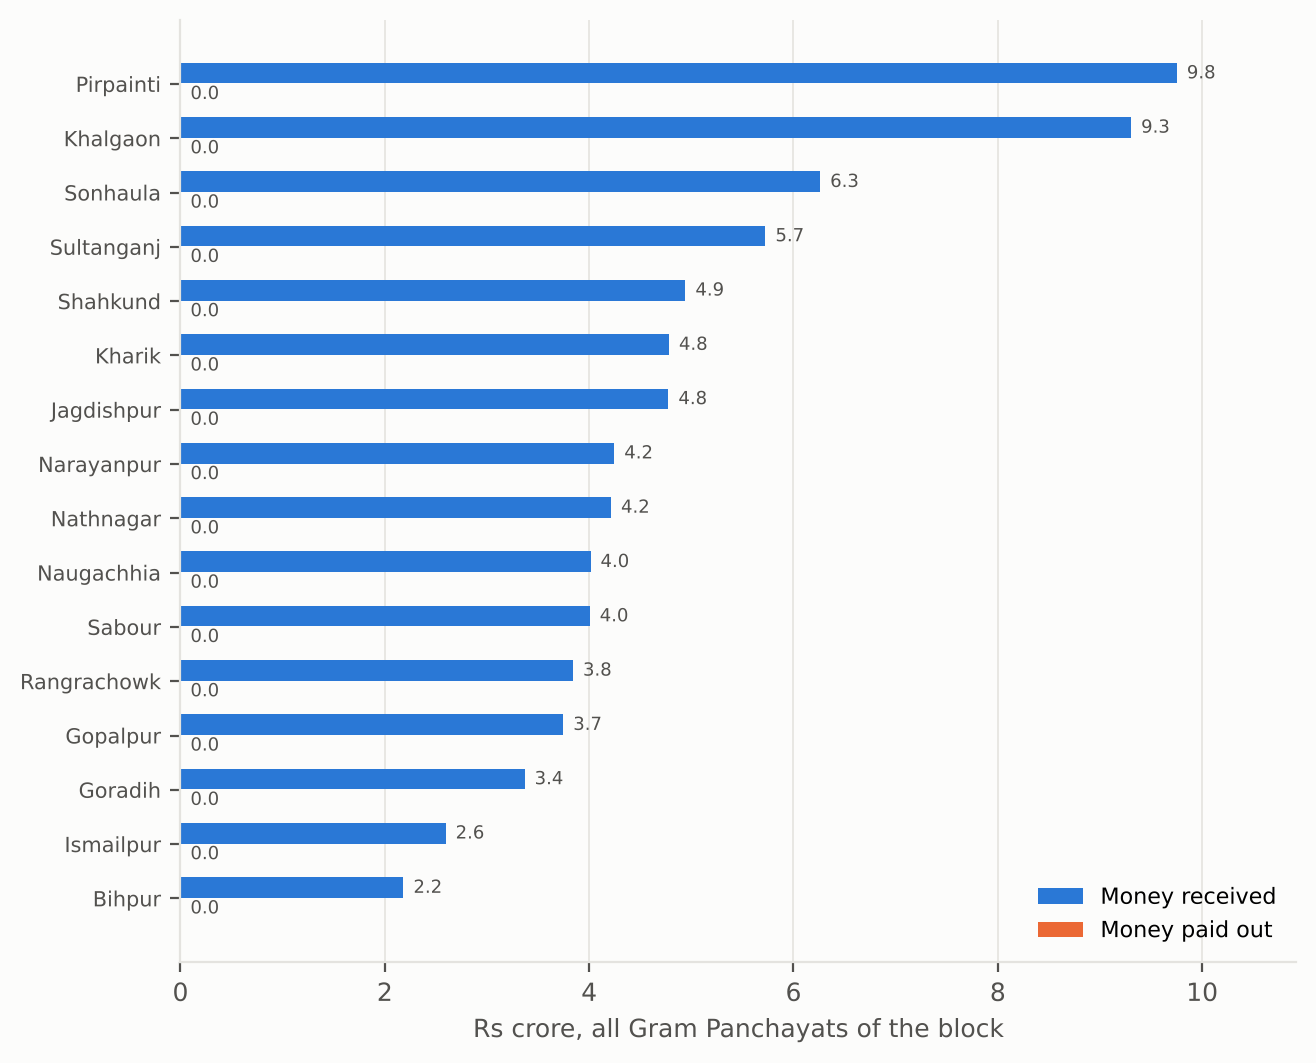 Pirpainti 9.8
0.0
Khalgaon 9.3
0.0
Sonhaula 6.3
0.0
Sultanganj 5.7
0.0
Shahkund 4.9
0.0
Kharik 4.8
0.0
Jagdishpur 4.8
0.0
Narayanpur 4.2
0.0
Nathnagar 4.2
0.0
Naugachhia 4.0
0.0
Sabour 4.0
0.0
Rangrachowk 3.8
0.0
Gopalpur 3.7
0.0
Goradih 3.4
0.0
Ismailpur 2.6
0.0
Bihpur 2.2
0.0
Money received
Money paid out
0 2 4 6 8 10
Rs crore, all Gram Panchayats of the block